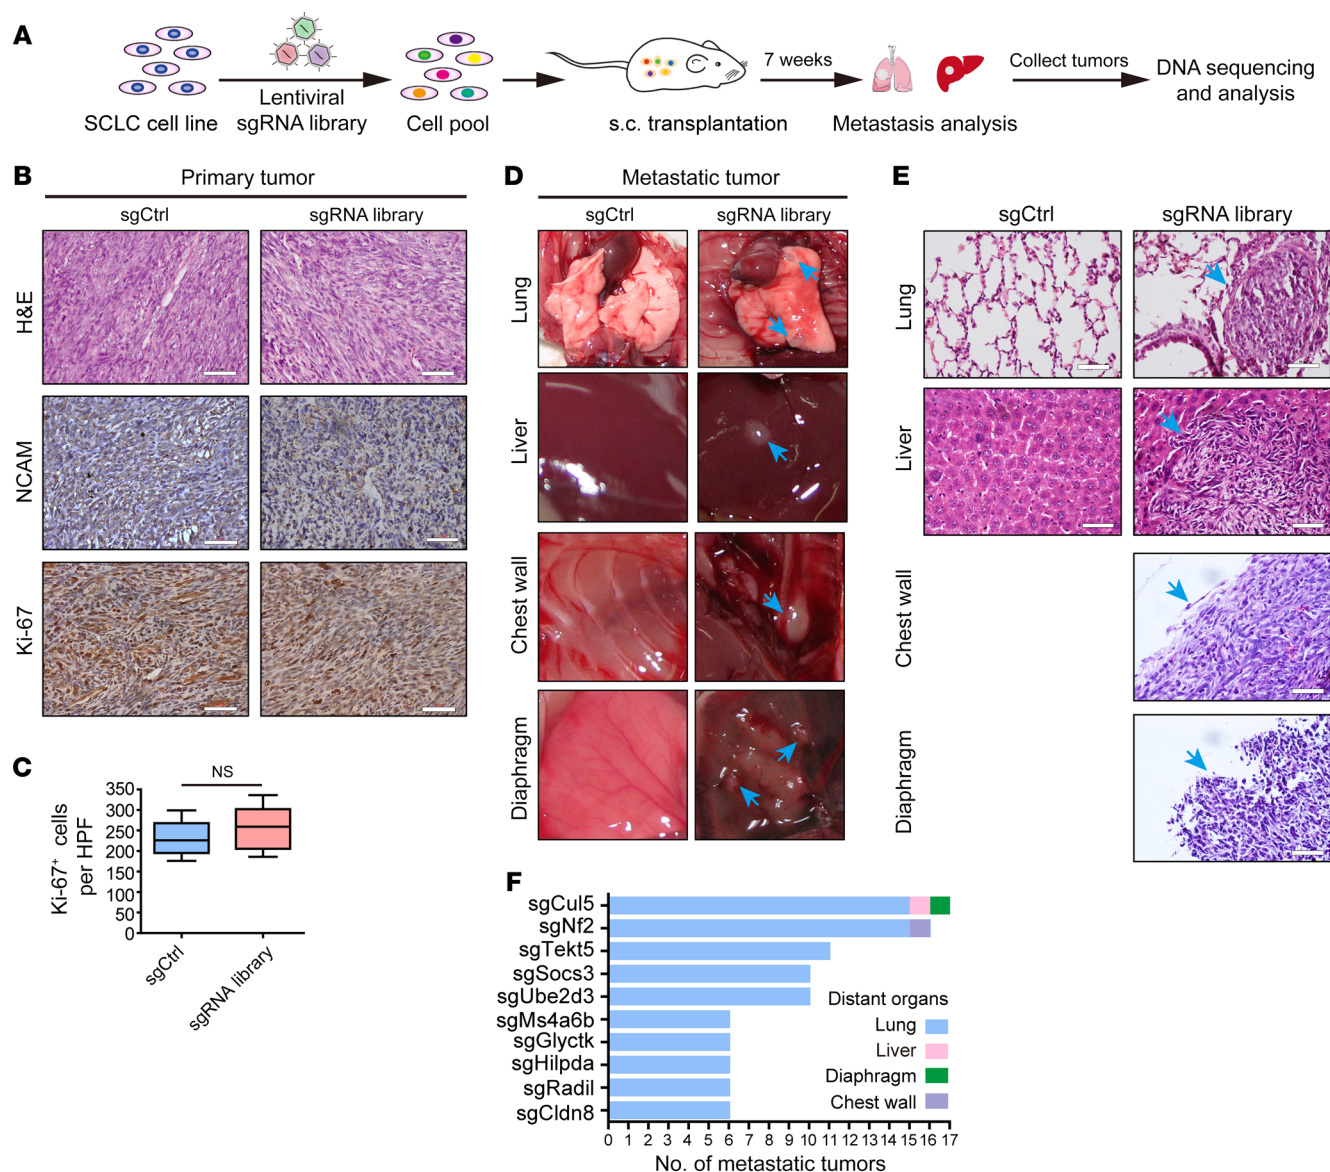 A
SCLC cell line
Lentiviral
sgRNA library
Cell pool
s.c. transplantation
7 weeks
Metastasis analysis
Collect tumors
DNA sequencing
and analysis
B
Primary tumor
sgCtrl
sgRNA library
H&E
NCAM
Ki-67
C
NS
Ki-67+ cells
per HPF
350
300
250
200
150
100
50
0
sgCtrl
sgRNA library
D
Metastatic tumor
sgCtrl
sgRNA library
Lung
Liver
Chest wall
Diaphragm
E
sgCtrl
sgRNA library
Lung
Liver
Chest wall
Diaphragm
F
sgCul5
sgNf2
sgTekt5
sgSocs3
sgUbe2d3
sgMs4a6b
sgGlyctk
sgHilpda
sgRadil
sgCldn8
Distant organs
Lung
Liver
Diaphragm
Chest wall
0 1 2 3 4 5 6 7 8 9 10 11 12 13 14 15 16 17
No. of metastatic tumors